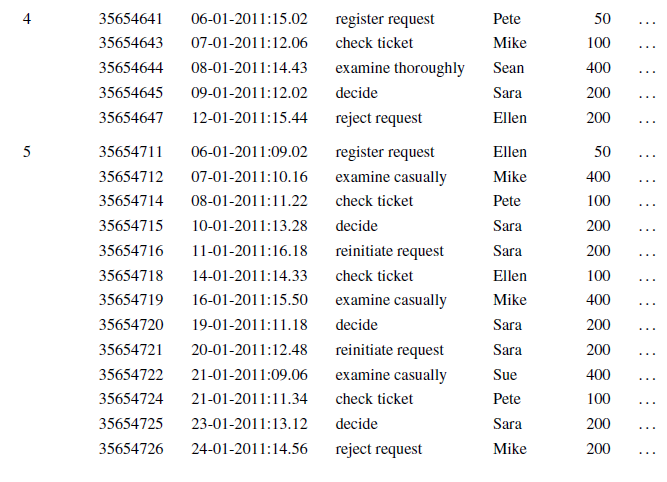 4 35654641 06-01-2011:15.02 register request Pete 50 ...
35654643 07-01-2011:12.06 check ticket Mike 100 ...
35654644 08-01-2011:14.43 examine thoroughly Sean 400 ...
35654645 09-01-2011:12.02 decide Sara 200 ...
35654647 12-01-2011:15.44 reject request Ellen 200 ...
5 35654711 06-01-2011:09.02 register request Ellen 50 ...
35654712 07-01-2011:10.16 examine casually Mike 400 ...
35654714 08-01-2011:11.22 check ticket Pete 100 ...
35654715 10-01-2011:13.28 decide Sara 200 ...
35654716 11-01-2011:16.18 reinitiate request Sara 200 ...
35654718 14-01-2011:14.33 check ticket Ellen 100 ...
35654719 16-01-2011:15.50 examine casually Mike 400 ...
35654720 19-01-2011:11.18 decide Sara 200 ...
35654721 20-01-2011:12.48 reinitiate request Sara 200 ...
35654722 21-01-2011:09.06 examine casually Sue 400 ...
35654724 21-01-2011:11.34 check ticket Pete 100 ...
35654725 23-01-2011:13.12 decide Sara 200 ...
35654726 24-01-2011:14.56 reject request Mike 200 ...